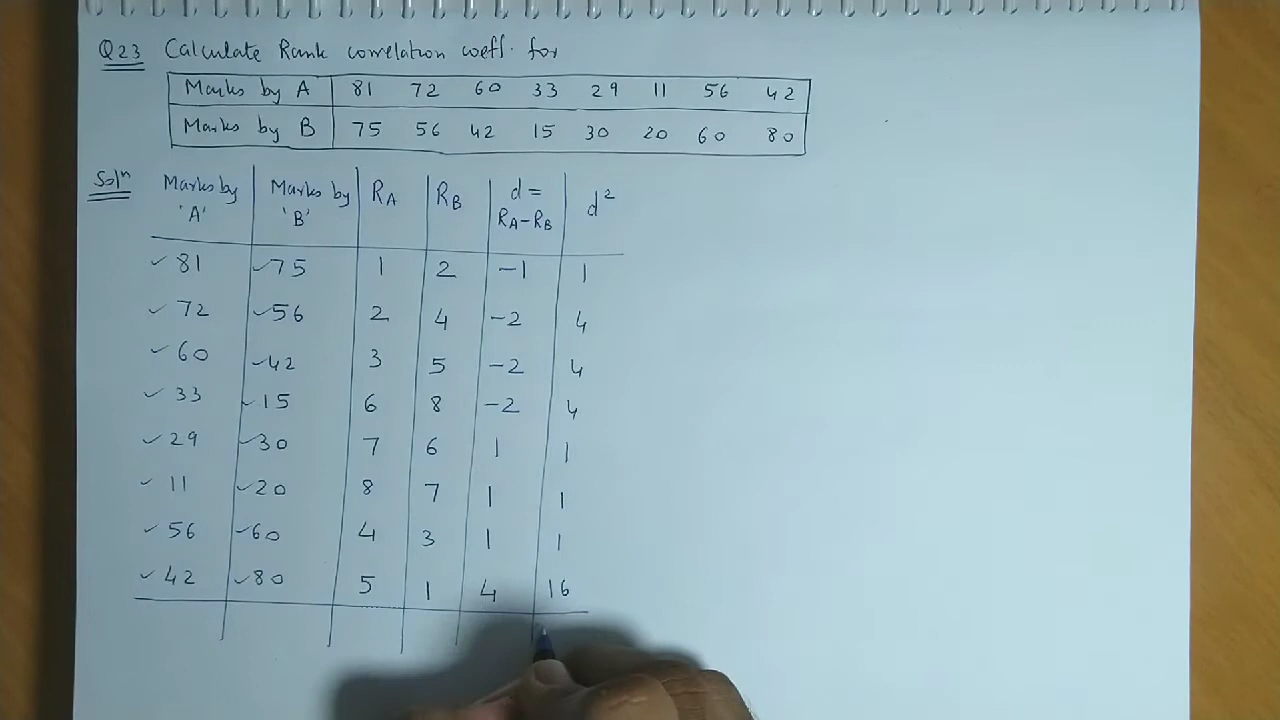 Q23 Calculate Rank correlation coeff. for
Marks by A 81 72 60 33 29 11 56 42
Marks by B 75 56 42 15 30 20 60 80
Solⁿ Marks by 'A' Marks by 'B' R_A R_B d = R_A-R_B d²
81 75 1 2 -1 1
72 56 2 4 -2 4
60 42 3 5 -2 4
33 15 6 8 -2 4
29 30 7 6 1 1
11 20 8 7 1 1
56 60 4 3 1 1
42 80 5 1 4 16